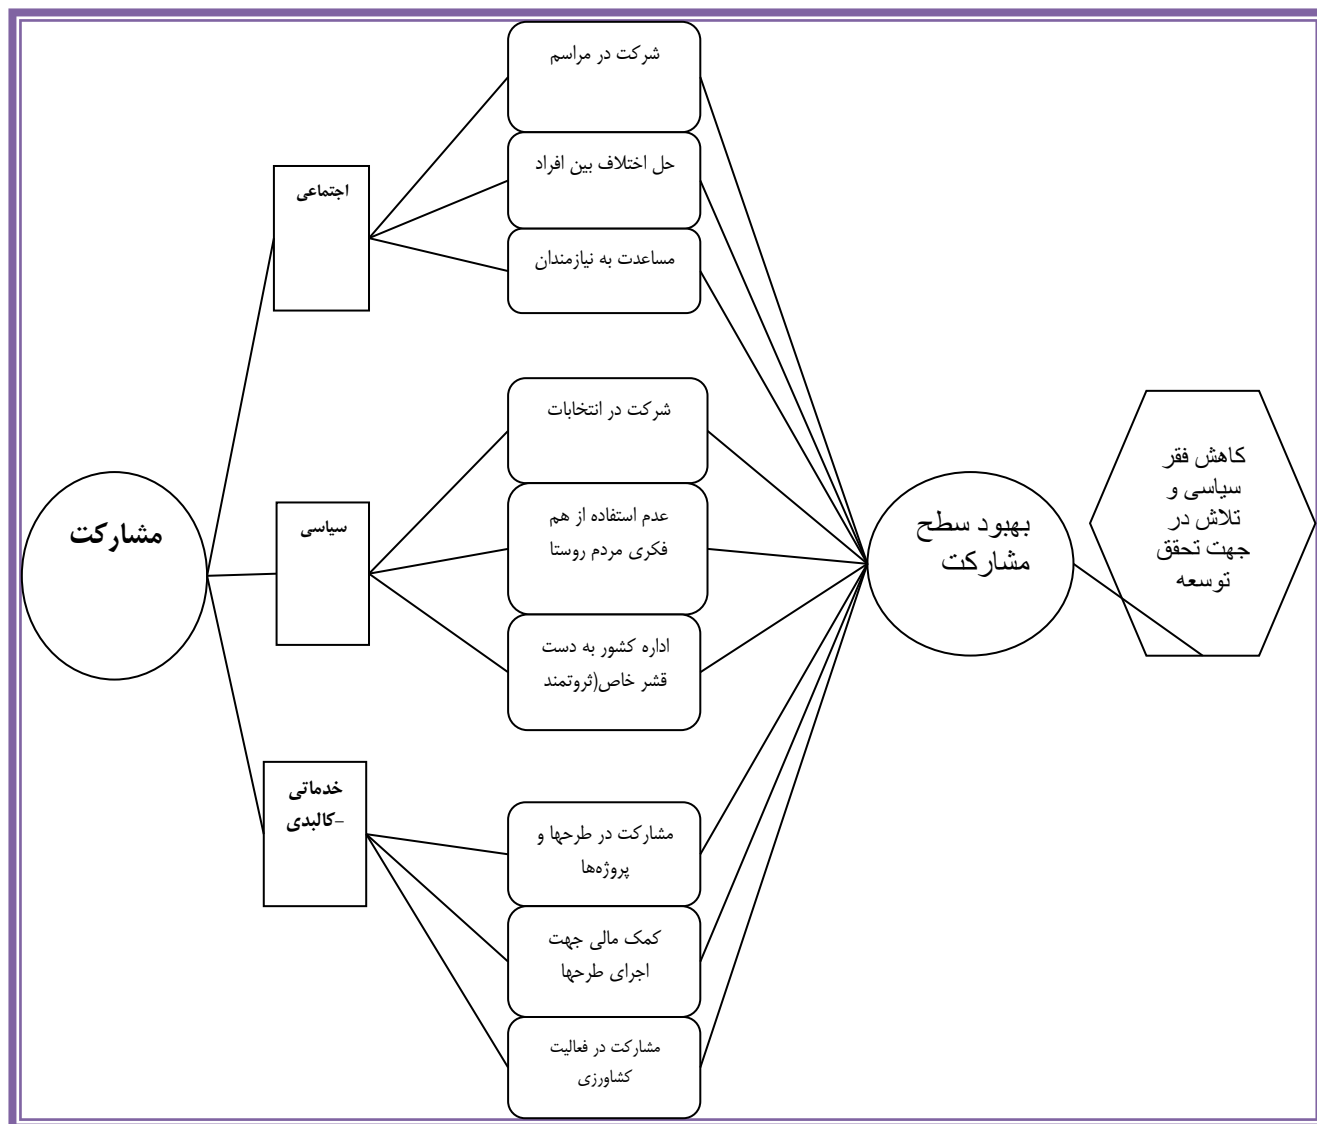 مشارکت
اجتماعی
سیاسی
خدماتی
-کالبدی
شرکت در مراسم
حل اختلاف بین افراد
مساعدت به نیازمندان
شرکت در انتخابات
عدم استفاده از هم
فکری مردم روستا
اداره کشور به دست
قشر خاص(ثروتمند
مشارکت در طرحها و
پروژه‌ها
کمک مالی جهت
اجرای طرحها
مشارکت در فعالیت
کشاورزی
بهبود سطح
مشارکت
کاهش فقر
سیاسی و
تلاش در
جهت تحقق
توسعه